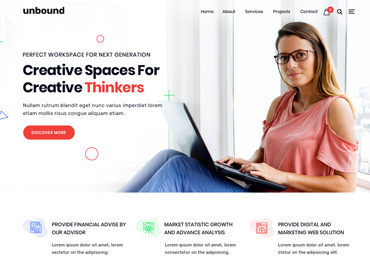 unbound
Home About Services Projects Contact 0
PERFECT WORKSPACE FOR NEXT GENERATION
Creative Spaces For
Creative Thinkers
Nullam rutrum blandit eget nunc varius imperdiet lorem
etiam mollis risus congue aliquam etiam.
DISCOVER MORE
PROVIDE FINANCIAL ADVISE BY
OUR ADVISOR
Lorem ipsum dolor sit amet, lorem
sectetur on the adipiscing.
MARKET STATISTIC GROWTH
AND ADVANCE ANALYSIS
Lorem ipsum dolor sit amet, lorem
consectetur on the adipiscing.
PROVIDE DIGITAL AND
MARKETING WEB SOLUTION
Lorem ipsum dolor sit amet, lorem
ctetur on the adipiscing elit.